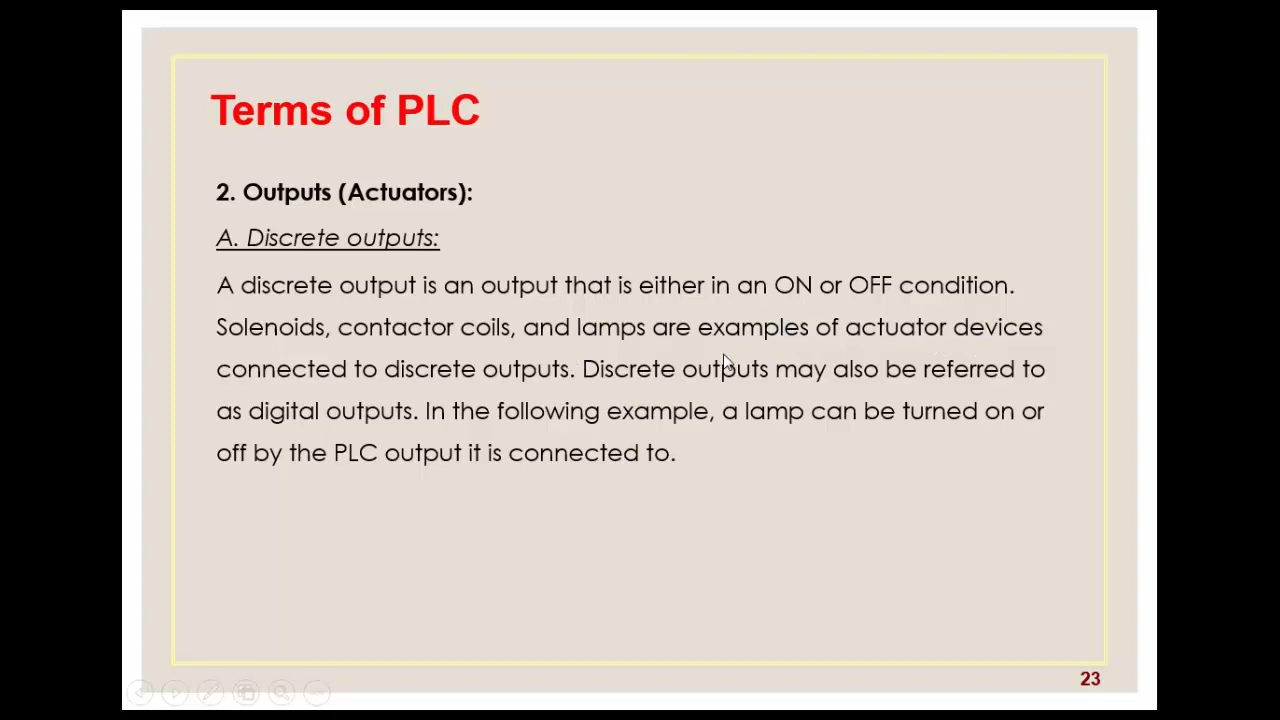 Terms of PLC
2. Outputs (Actuators):
A. Discrete outputs:
A discrete output is an output that is either in an ON or OFF condition.
Solenoids, contactor coils, and lamps are examples of actuator devices
connected to discrete outputs. Discrete outputs may also be referred to
as digital outputs. In the following example, a lamp can be turned on or
off by the PLC output it is connected to.
23